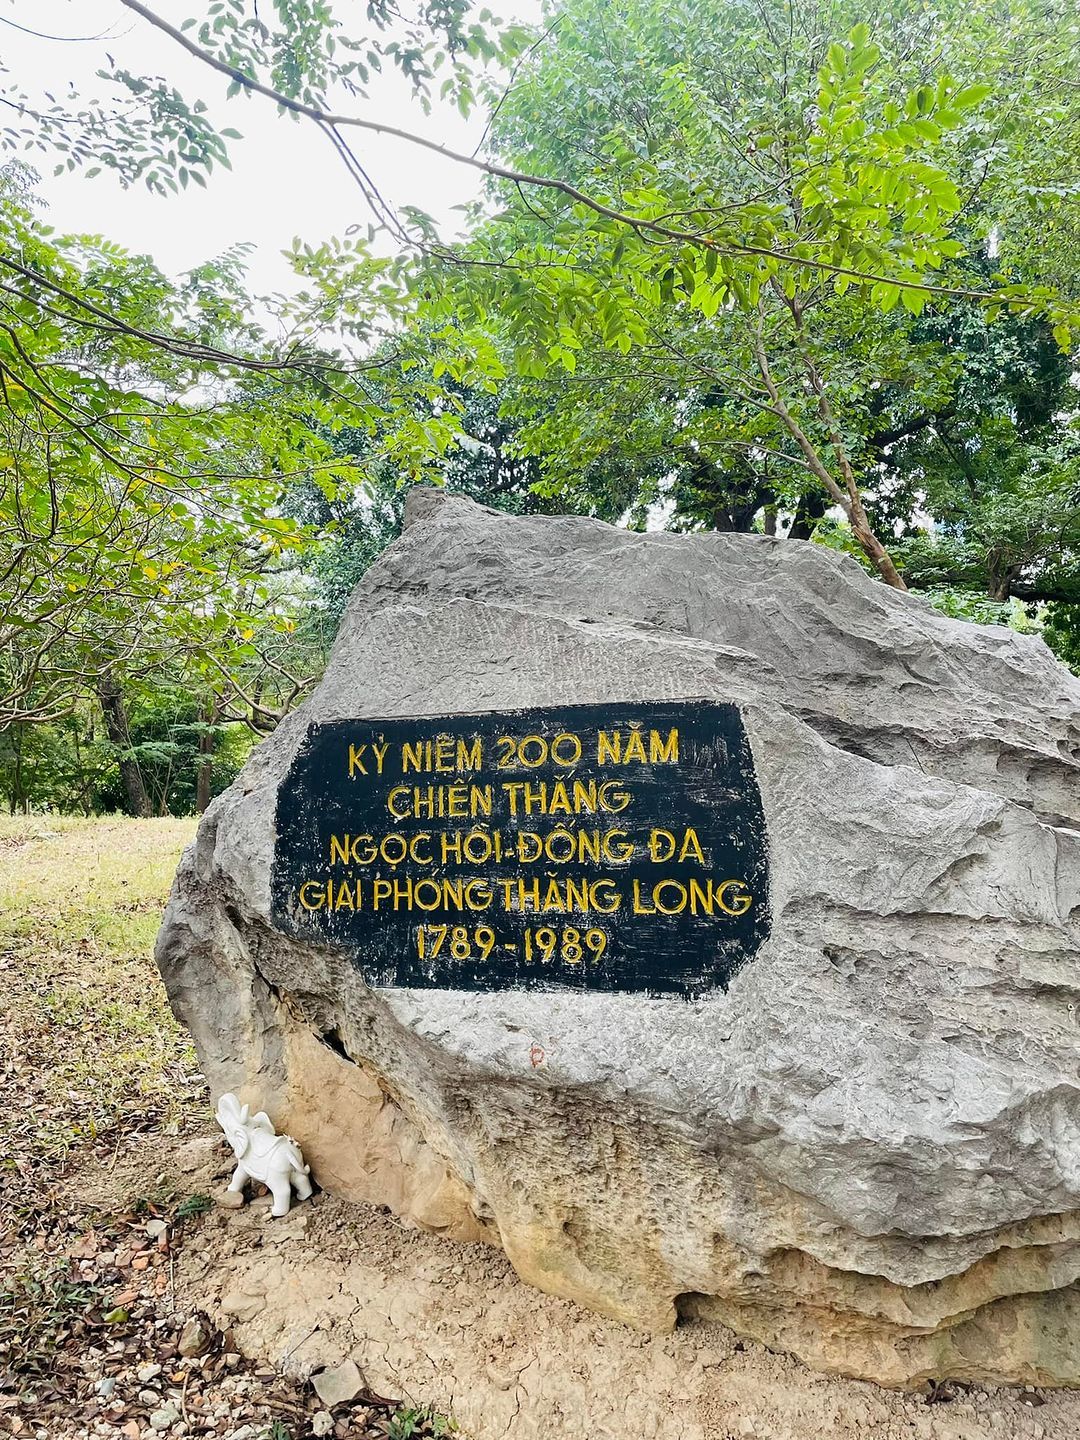 KỶ NIỆM 200 NĂM
CHIẾN THẮNG
NGỌC HỒI-ĐỐNG ĐA
GIẢI PHÓNG THĂNG LONG
1789-1989